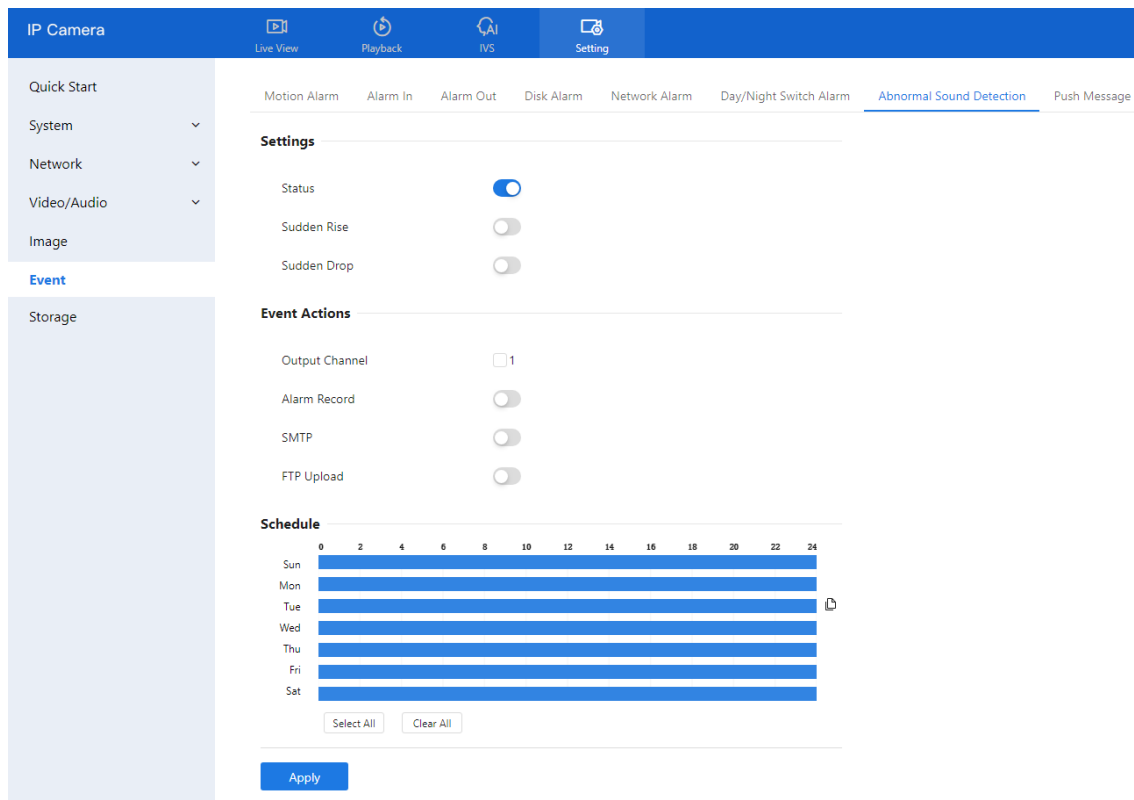 IP Camera
Live View
Playback
AI
IVS
Setting
Quick Start
System
Network
Video/Audio
Image
Event
Storage
Motion Alarm Alarm In Alarm Out Disk Alarm Network Alarm Day/Night Switch Alarm Abnormal Sound Detection Push Message
Settings
Status
Sudden Rise
Sudden Drop
Event Actions
Output Channel 1
Alarm Record
SMTP
FTP Upload
Schedule
0 2 4 6 8 10 12 14 16 18 20 22 24
Sun
Mon
Tue
Wed
Thu
Fri
Sat
Select All Clear All
Apply